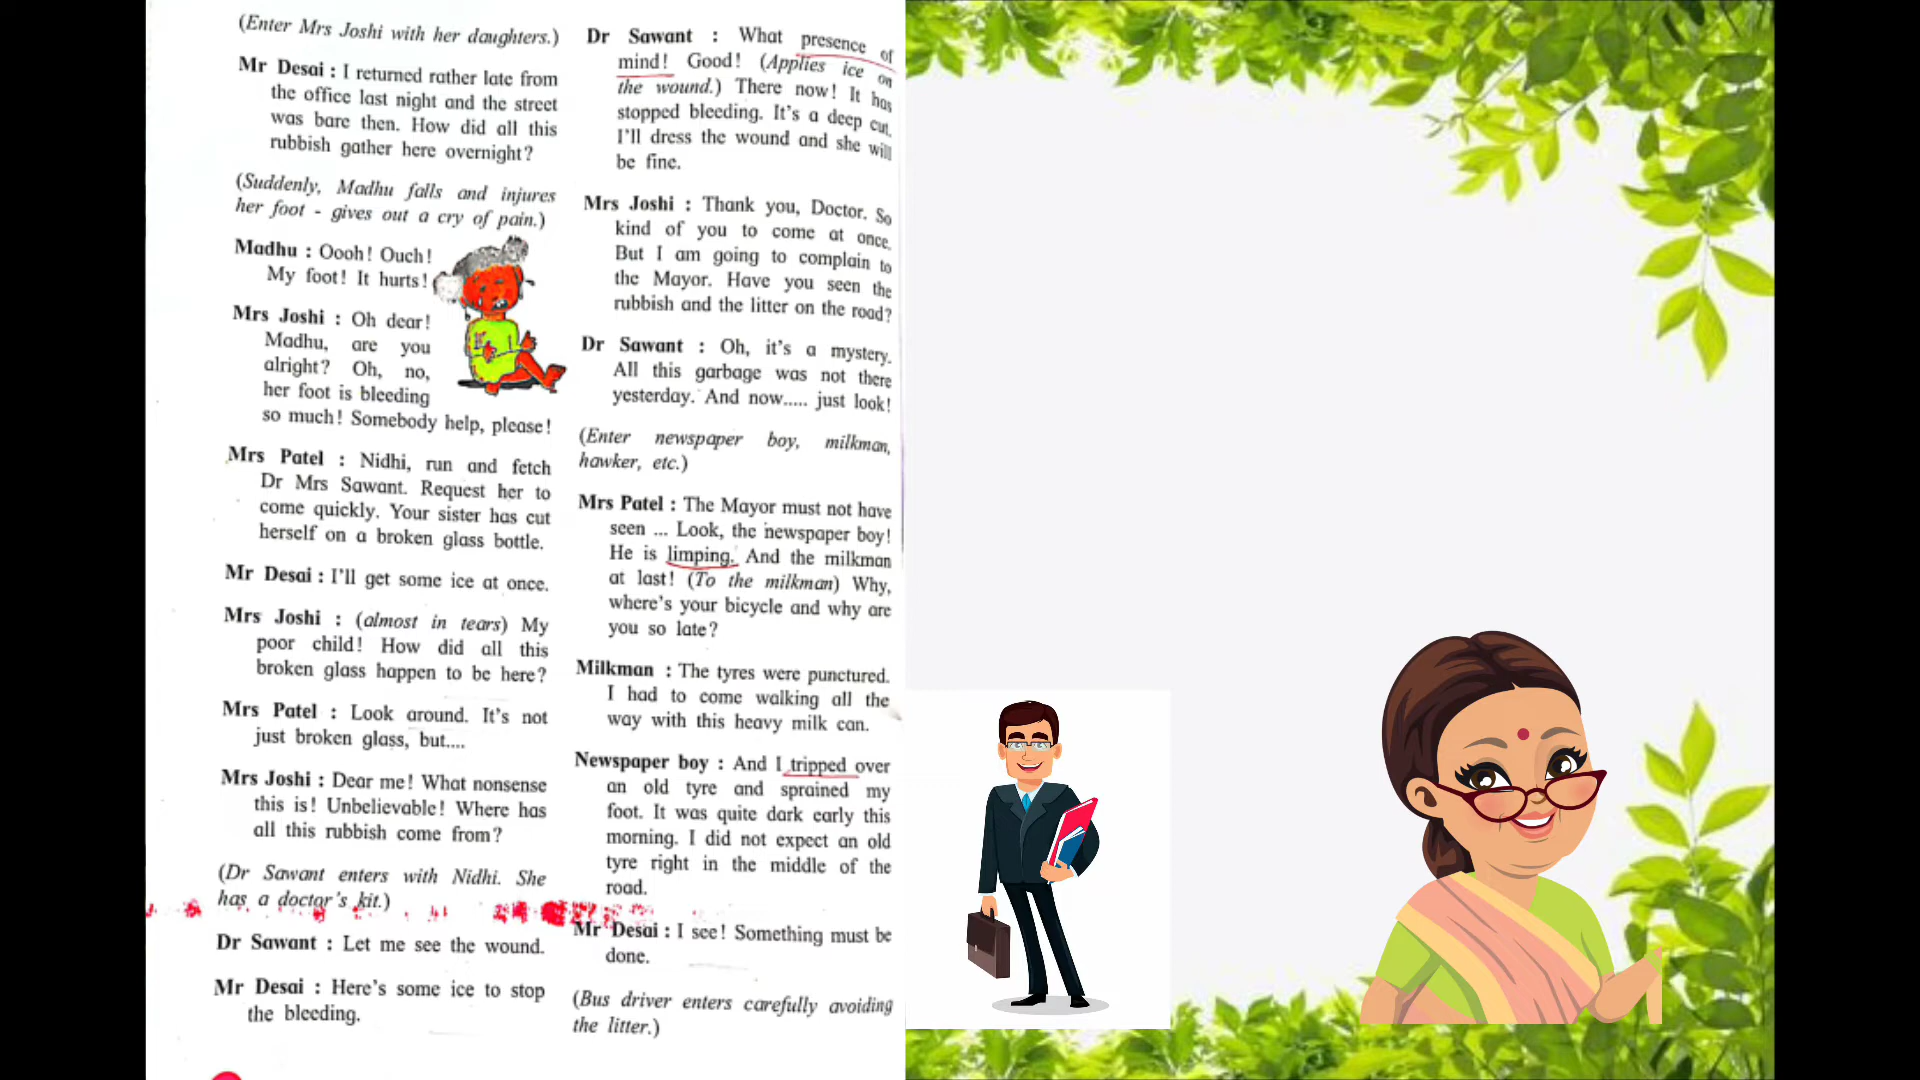 (Enter Mrs Joshi with her daughters.)
Mr Desai : I returned rather late from
the office last night and the street
was bare then. How did all this
rubbish gather here overnight?
(Suddenly, Madhu falls and injures
her foot - gives out a cry of pain.)
Madhu : Oooh! Ouch!
My foot! It hurts!
Mrs Joshi : Oh dear!
Madhu, are you
alright? Oh, no,
her foot is bleeding
so much! Somebody help, please!
Mrs Patel : Nidhi, run and fetch
Dr Mrs Sawant. Request her to
come quickly. Your sister has cut
herself on a broken glass bottle.
Mr Desai : I'll get some ice at once.
Mrs Joshi : (almost in tears) My
poor child! How did all this
broken glass happen to be here?
Mrs Patel : Look around. It's not
just broken glass, but....
Mrs Joshi : Dear me! What nonsense
this is! Unbelievable! Where has
all this rubbish come from?
(Dr Sawant enters with Nidhi. She
has a doctor's kit.)
Dr Sawant : Let me see the wound.
Mr Desai : Here's some ice to stop
the bleeding.
Dr Sawant : What presence of
mind! Good! (Applies ice on
the wound.) There now! It has
stopped bleeding. It's a deep cut.
I'll dress the wound and she will
be fine.
Mrs Joshi : Thank you, Doctor. So
kind of you to come at once.
But I am going to complain to
the Mayor. Have you seen the
rubbish and the litter on the road?
Dr Sawant : Oh, it's a mystery.
All this garbage was not there
yesterday. And now..... just look!
(Enter newspaper boy, milkman,
hawker, etc.)
Mrs Patel : The Mayor must not have
seen ... Look, the newspaper boy!
He is limping. And the milkman
at last! (To the milkman) Why,
where's your bicycle and why are
you so late?
Milkman : The tyres were punctured.
I had to come walking all the
way with this heavy milk can.
Newspaper boy : And I tripped over
an old tyre and sprained my
foot. It was quite dark early this
morning. I did not expect an old
tyre right in the middle of the
road.
Mr Desai : I see! Something must be
done.
(Bus driver enters carefully avoiding
the litter.)